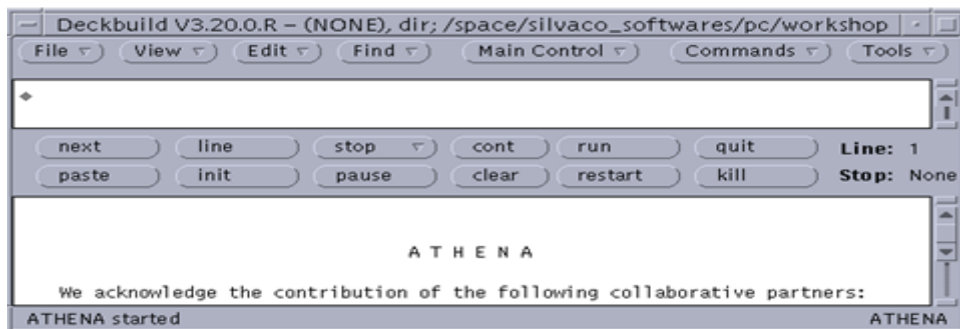 Deckbuild V3.20.0.R – (NONE), dir; /space/silvaco_softwares/pc/workshop
File View Edit Find Main Control Commands Tools
next line stop cont run quit Line: 1
paste init pause clear restart kill Stop: None
A T H E N A
We acknowledge the contribution of the following collaborative partners:
ATHENA started ATHENA